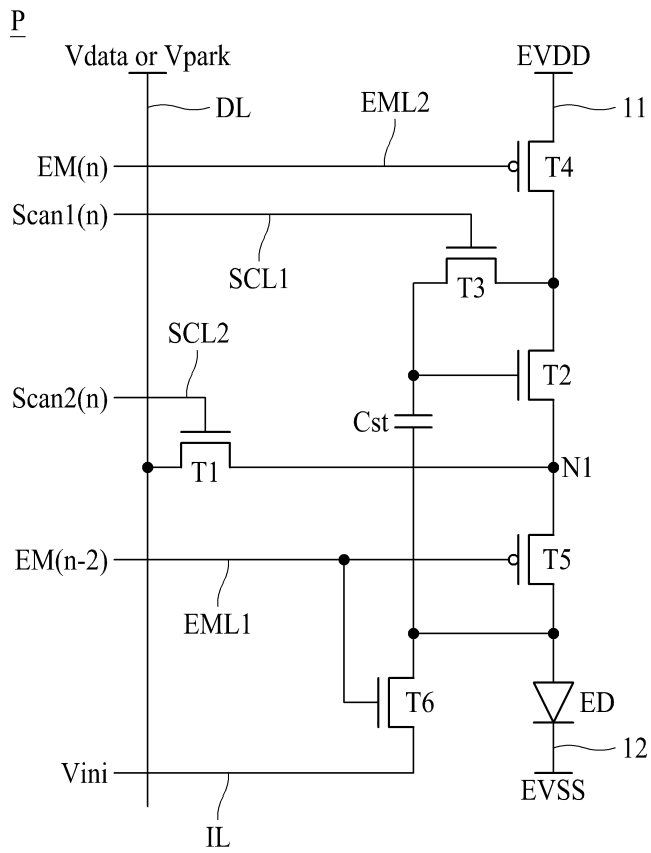 P
Vdata or Vpark
EVDD
DL
EML2
11
EM(n)
T4
Scan1(n)
SCL1
T3
SCL2
T2
Scan2(n)
Cst
T1
N1
EM(n-2)
T5
EML1
T6
ED
12
Vini
EVSS
IL